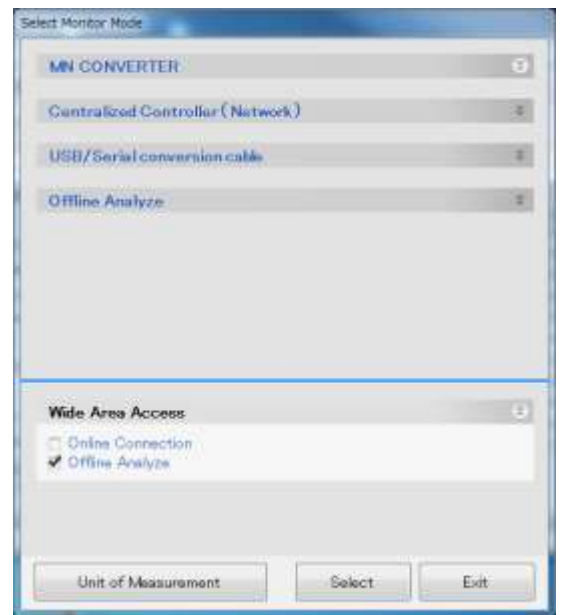 Select Monitor Mode
MN CONVERTER
Centralized Controller ( Network )
USB/Serial conversion cable
Offline Analyze
Wide Area Access
Online Connection
Offline Analyze
Unit of Measurement
Select
Exit